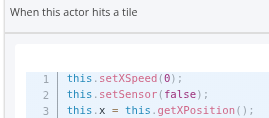 When this actor hits a tile
1 this.setXSpeed(0);
2 this.setSensor(false);
3 this.x = this.getXPosition();